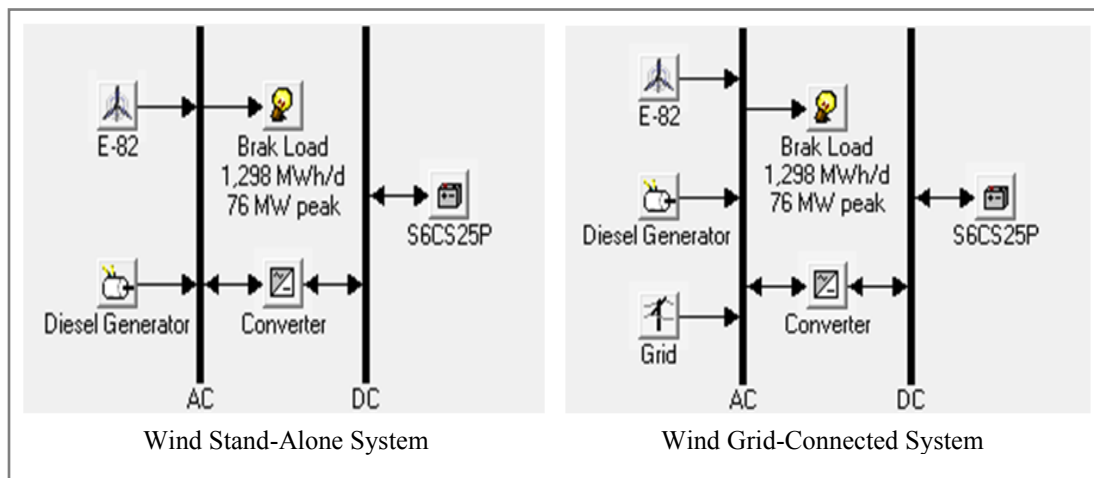 E-82
Brak Load
1,298 MWh/d
76 MW peak
S6CS25P
Diesel Generator
Converter
AC
DC
Wind Stand-Alone System
E-82
Brak Load
1,298 MWh/d
76 MW peak
Diesel Generator
S6CS25P
Grid
Converter
AC
DC
Wind Grid-Connected System